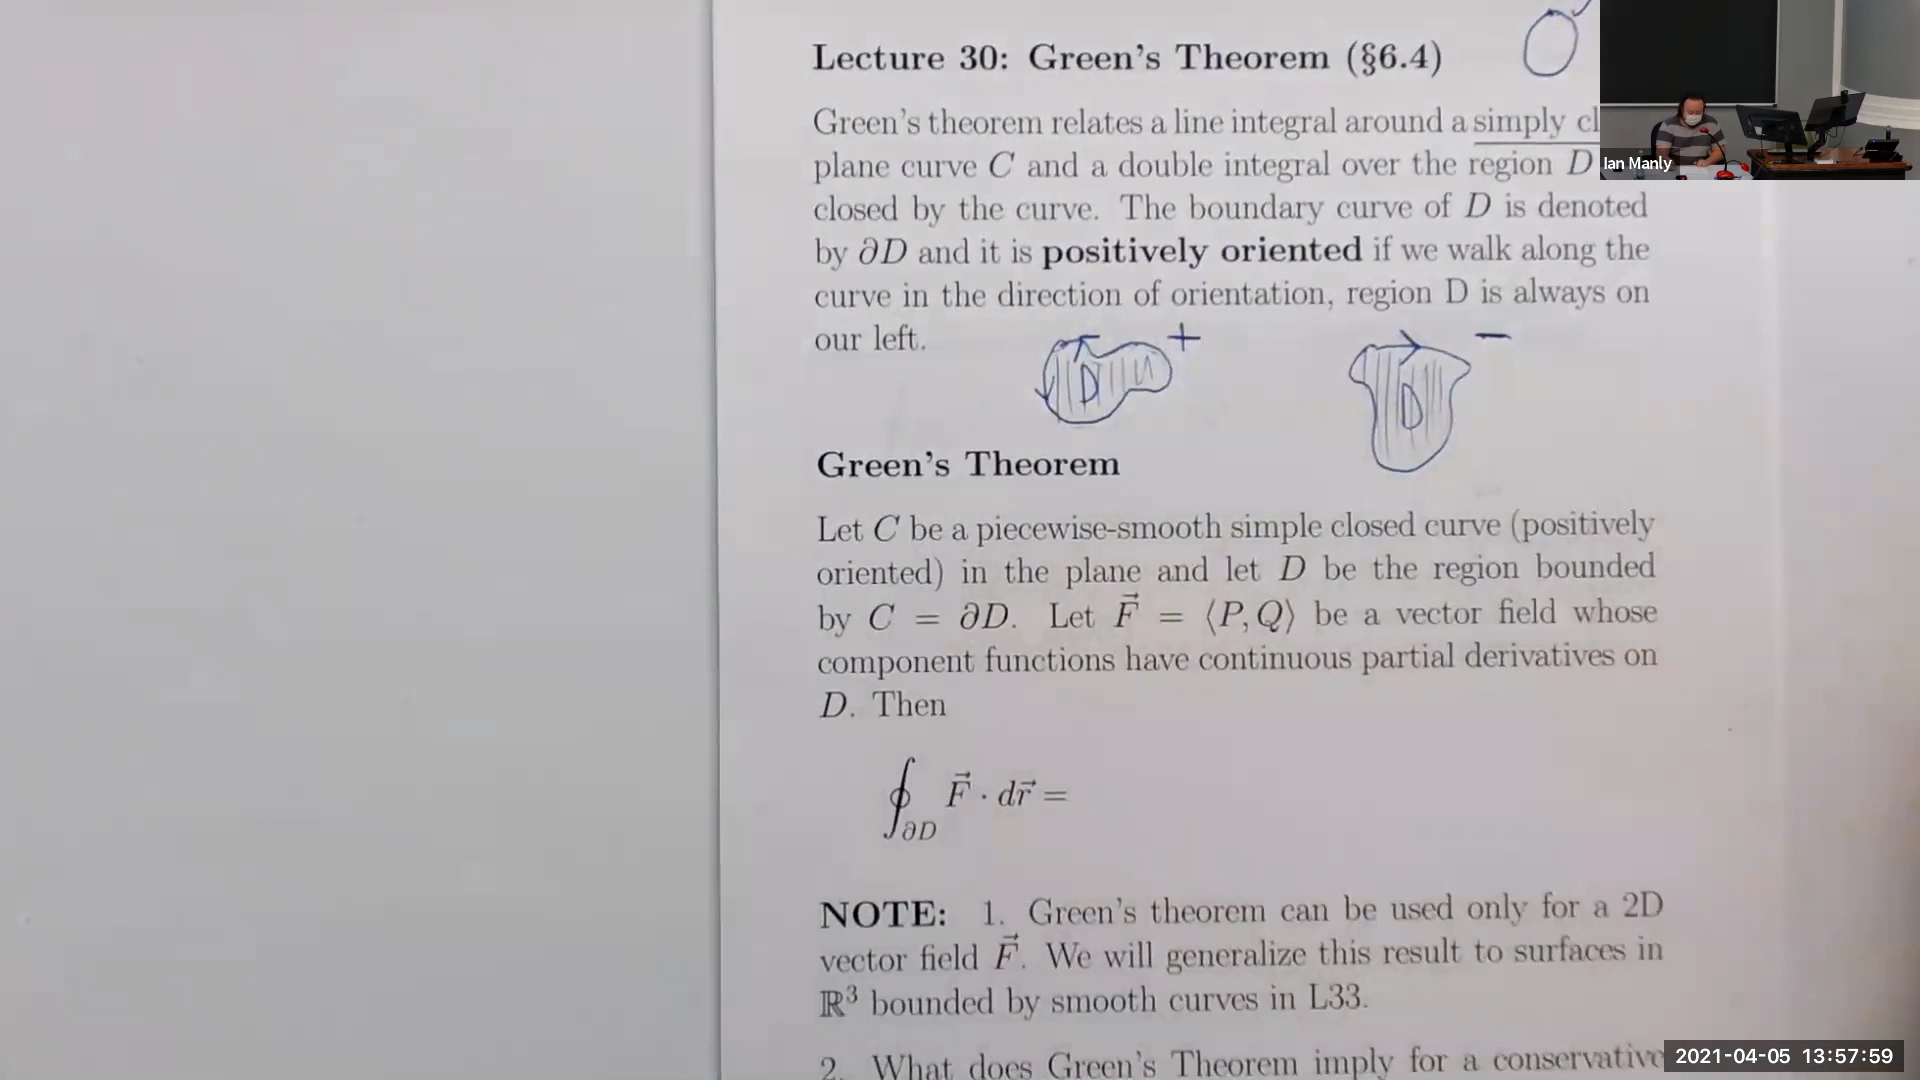 Lecture 30: Green's Theorem (§6.4)
Green's theorem relates a line integral around a simply
plane curve C and a double integral over the region D
closed by the curve. The boundary curve of D is denoted
by ∂D and it is positively oriented if we walk along the
curve in the direction of orientation, region D is always on
our left.
+
−
D
D
Green's Theorem
Let C be a piecewise-smooth simple closed curve (positively
oriented) in the plane and let D be the region bounded
by C = ∂D. Let F⃗ = ⟨P, Q⟩ be a vector field whose
component functions have continuous partial derivatives on
D. Then
∮_∂D F⃗ · dr⃗ =
NOTE: 1. Green's theorem can be used only for a 2D
vector field F⃗. We will generalize this result to surfaces in
ℝ³ bounded by smooth curves in L33.
2. What does Green's Theorem imply for a conservative
Ian Manly
2021-04-05 13:57:59